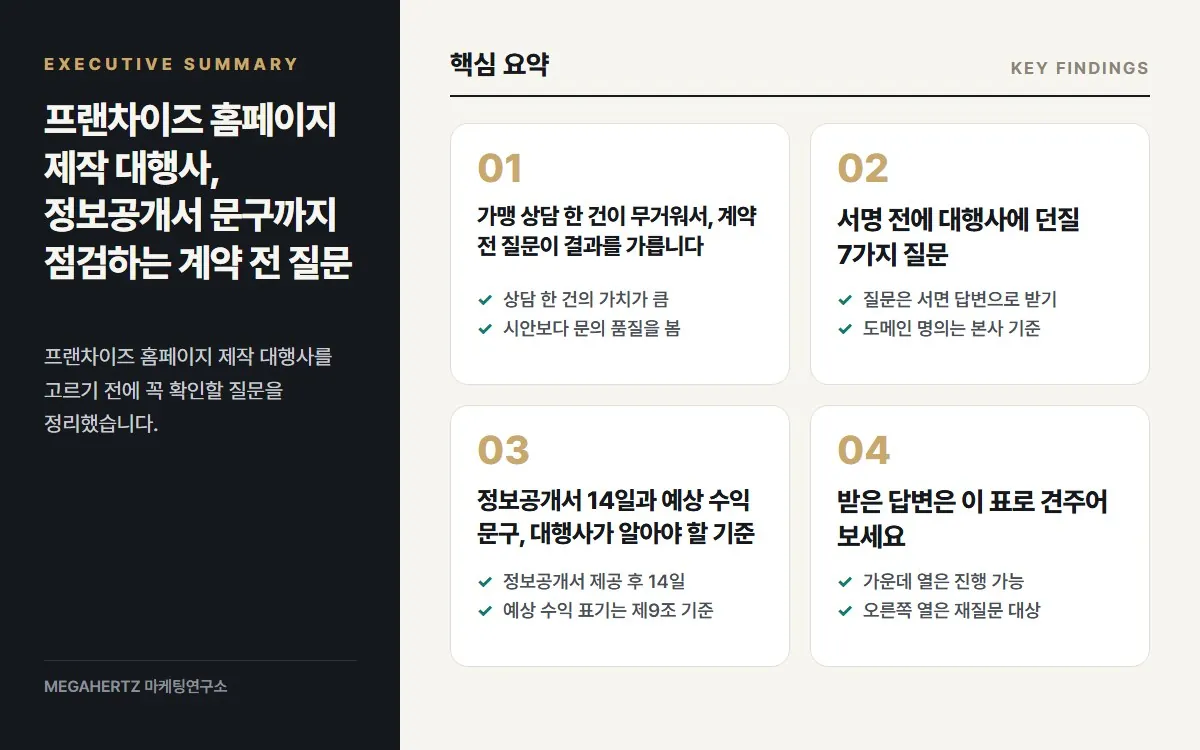 EXECUTIVE SUMMARY
프랜차이즈 홈페이지
제작 대행사,
정보공개서 문구까지
점검하는 계약 전 질문
프랜차이즈 홈페이지 제작 대행사를
고르기 전에 꼭 확인할 질문을
정리했습니다.
MEGAHERTZ 마케팅연구소
핵심 요약
KEY FINDINGS
01
가맹 상담 한 건이 무거워서, 계약
전 질문이 결과를 가릅니다
상담 한 건의 가치가 큼
시안보다 문의 품질을 봄
02
서명 전에 대행사에 던질
7가지 질문
질문은 서면 답변으로 받기
도메인 명의는 본사 기준
03
정보공개서 14일과 예상 수익
문구, 대행사가 알아야 할 기준
정보공개서 제공 후 14일
예상 수익 표기는 제9조 기준
04
받은 답변은 이 표로 견주어
보세요
가운데 열은 진행 가능
오른쪽 열은 재질문 대상